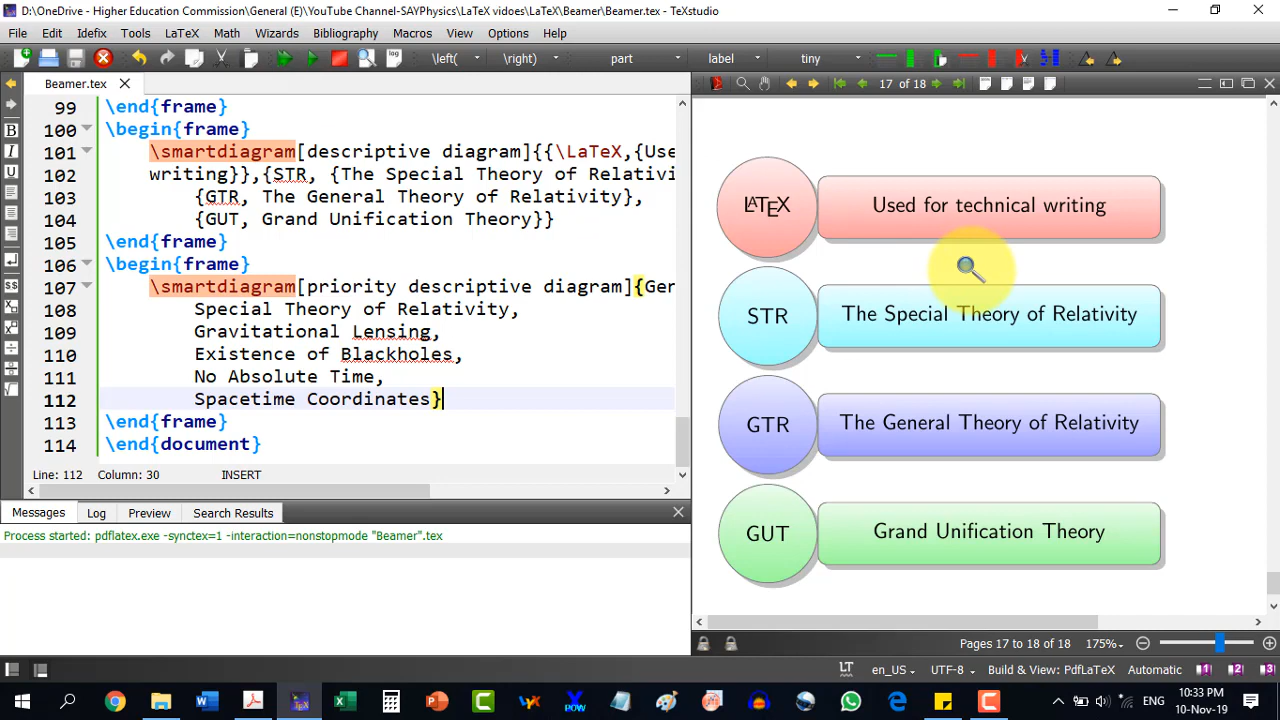 D:\OneDrive - Higher Education Commission\General (E)\YouTube Channel-SAYPhysics\LaTeX vidoes\LaTeX\Beamer\Beamer.tex - TeXstudio
File Edit Idefix Tools LaTeX Math Wizards Bibliography Macros View Options Help
\left( \right) part label tiny
Beamer.tex 17 of 18
99 \end{frame}
100 \begin{frame}
101 \smartdiagram[descriptive diagram]{{\LaTeX,{Use
102 writing}},{STR, {The Special Theory of Relativi
103 {GTR, The General Theory of Relativity},
104 {GUT, Grand Unification Theory}}
105 \end{frame}
106 \begin{frame}
107 \smartdiagram[priority descriptive diagram]{Gen
108 Special Theory of Relativity,
109 Gravitational Lensing,
110 Existence of Blackholes,
111 No Absolute Time,
112 Spacetime Coordinates}
113 \end{frame}
114 \end{document}
Line: 112 Column: 30 INSERT
Messages Log Preview Search Results
Process started: pdflatex.exe -synctex=1 -interaction=nonstopmode "Beamer".tex
LATEX Used for technical writing
STR The Special Theory of Relativity
GTR The General Theory of Relativity
GUT Grand Unification Theory
Pages 17 to 18 of 18 175%
LT en_US UTF-8 Build & View: PdfLaTeX Automatic 1 2 3
ENG 10:33 PM
10-Nov-19